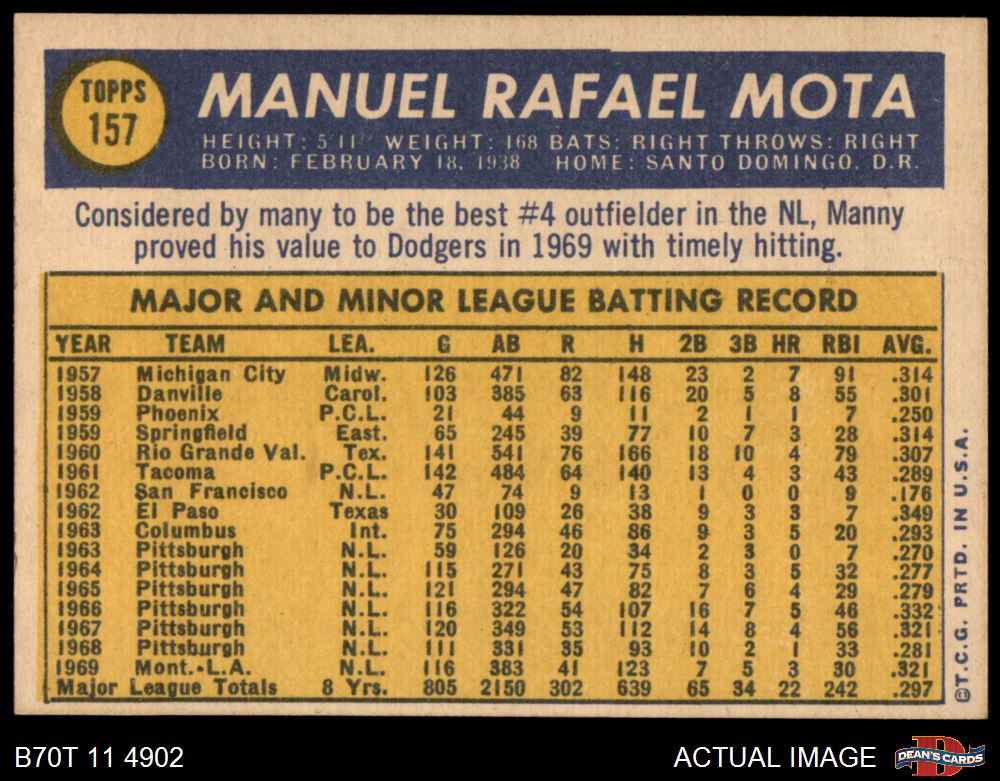 TOPPS
157
MANUEL RAFAEL MOTA
HEIGHT: 5'11" WEIGHT: 168 BATS: RIGHT THROWS: RIGHT
BORN: FEBRUARY 18, 1938 HOME: SANTO DOMINGO, D.R.
Considered by many to be the best #4 outfielder in the NL, Manny
proved his value to Dodgers in 1969 with timely hitting.
MAJOR AND MINOR LEAGUE BATTING RECORD
YEAR TEAM LEA. G AB R H 2B 3B HR RBI AVG.
1957 Michigan City Midw. 126 471 82 148 23 2 7 91 .314
1958 Danville Carol. 103 385 63 116 20 5 8 55 .301
1959 Phoenix P.C.L. 21 44 9 11 2 1 1 7 .250
1959 Springfield East. 65 245 39 77 10 7 3 28 .314
1960 Rio Grande Val. Tex. 141 541 76 166 18 10 4 79 .307
1961 Tacoma P.C.L. 142 484 64 140 13 4 3 43 .289
1962 San Francisco N.L. 47 74 9 13 1 0 0 9 .176
1962 El Paso Texas 30 109 26 38 9 3 3 7 .349
1963 Columbus Int. 75 294 46 86 9 3 5 20 .293
1963 Pittsburgh N.L. 59 126 20 34 2 3 0 7 .270
1964 Pittsburgh N.L. 115 271 43 75 8 3 5 32 .277
1965 Pittsburgh N.L. 121 294 47 82 7 6 4 29 .279
1966 Pittsburgh N.L. 116 322 54 107 16 7 5 46 .332
1967 Pittsburgh N.L. 120 349 53 112 14 8 4 56 .321
1968 Pittsburgh N.L. 111 331 35 93 10 2 1 33 .281
1969 Mont.-L.A. N.L. 116 383 41 123 7 5 3 30 .321
Major League Totals 8 Yrs. 805 2150 302 639 65 34 22 242 .297
©T.C.G. PRTD. IN U.S.A.
B70T 11 4902
ACTUAL IMAGE
D
DEAN'S CARDS